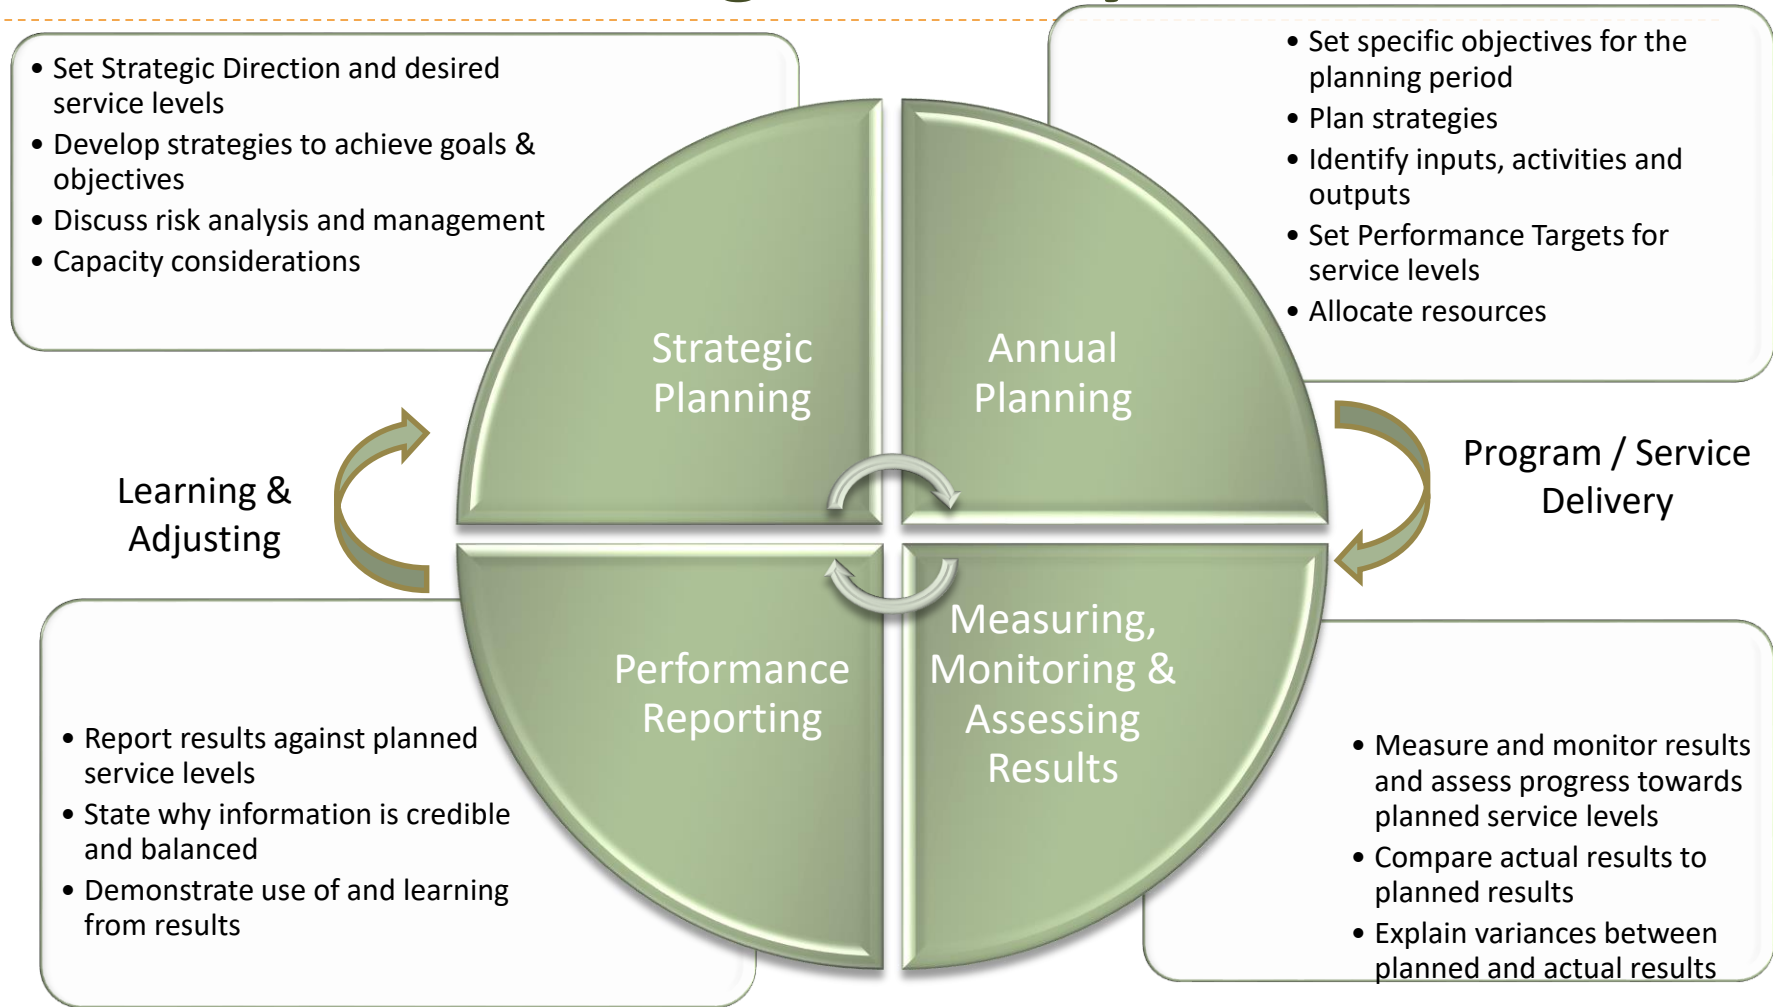 • Set Strategic Direction and desired
service levels
• Develop strategies to achieve goals &
objectives
• Discuss risk analysis and management
• Capacity considerations
• Set specific objectives for the
planning period
• Plan strategies
• Identify inputs, activities and
outputs
• Set Performance Targets for
service levels
• Allocate resources
Strategic
Planning
Annual
Planning
Learning &
Adjusting
Program / Service
Delivery
Performance
Reporting
Measuring,
Monitoring &
Assessing
Results
• Report results against planned
service levels
• State why information is credible
and balanced
• Demonstrate use of and learning
from results
• Measure and monitor results
and assess progress towards
planned service levels
• Compare actual results to
planned results
• Explain variances between
planned and actual results